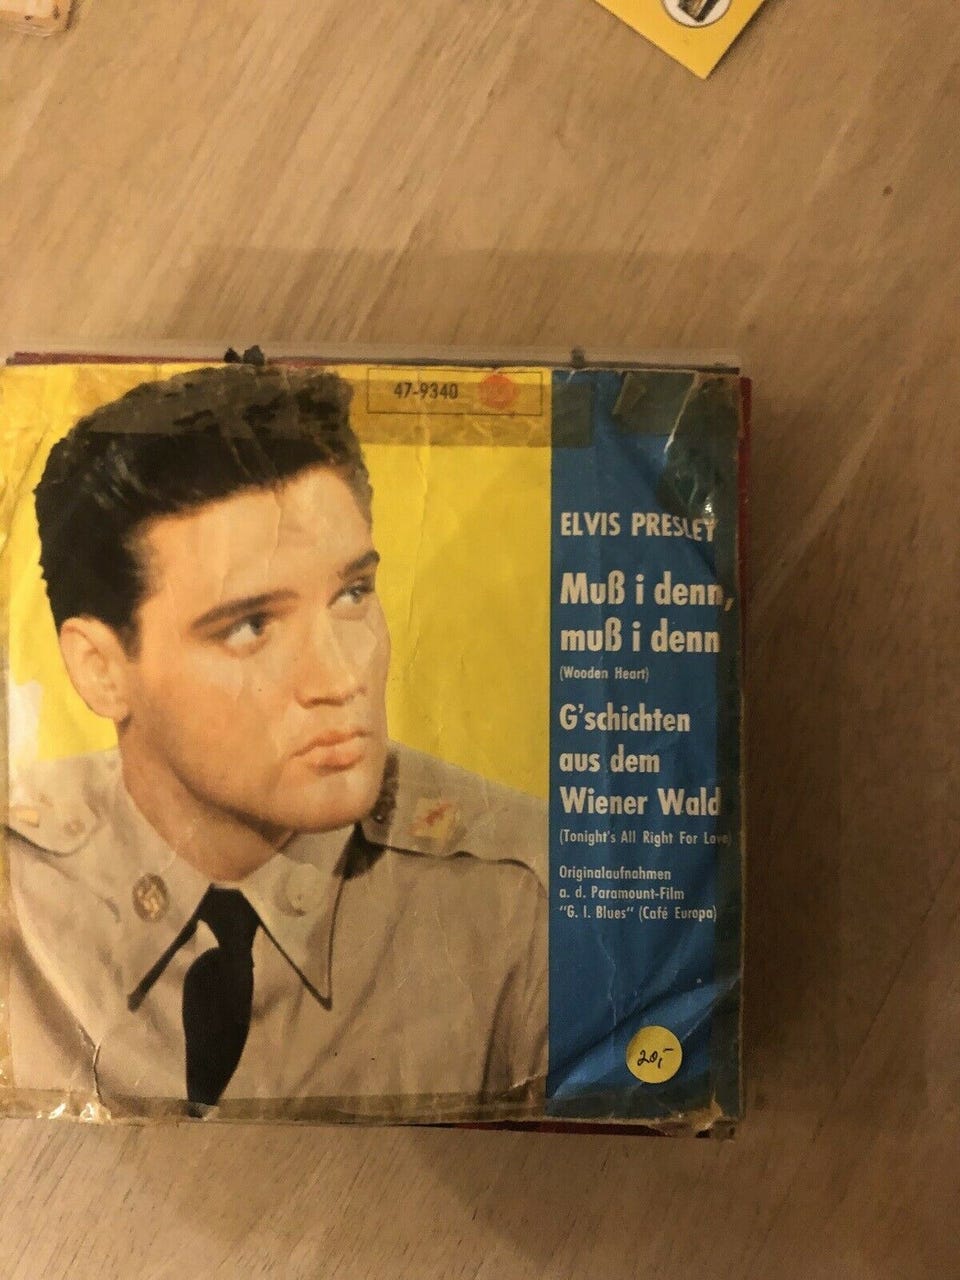 47-9340
ELVIS PRESLEY
Muß i denn,
muß i denn
(Wooden Heart)
G'schichten
aus dem
Wiener Wald
(Tonight's All Right For Love)
Originalaufnahmen
a. d. Paramount-Film
"G. I. Blues" (Café Europa)
20,-